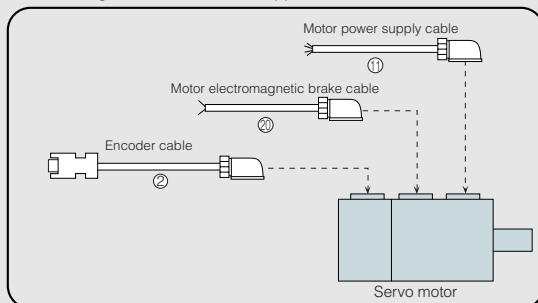 Motor power supply cable
⑪
Motor electromagnetic brake cable
⑳
Encoder cable
②
Servo motor